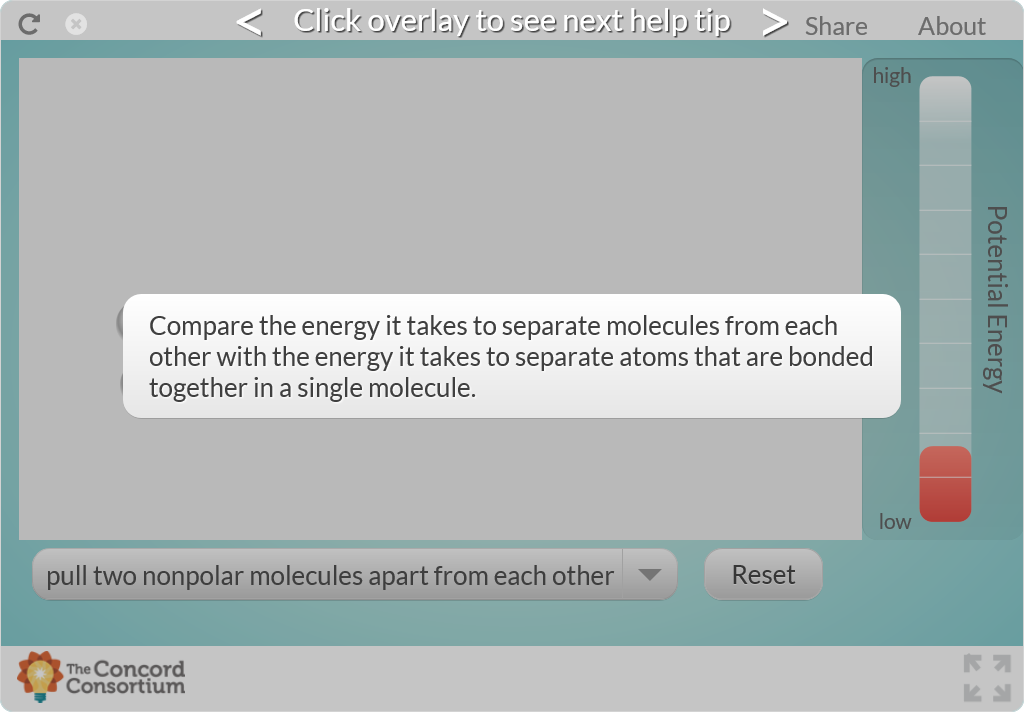 < Click overlay to see next help tip >
Share
About
high
Potential Energy
Compare the energy it takes to separate molecules from each
other with the energy it takes to separate atoms that are bonded
together in a single molecule.
low
pull two nonpolar molecules apart from each other
Reset
The Concord
Consortium